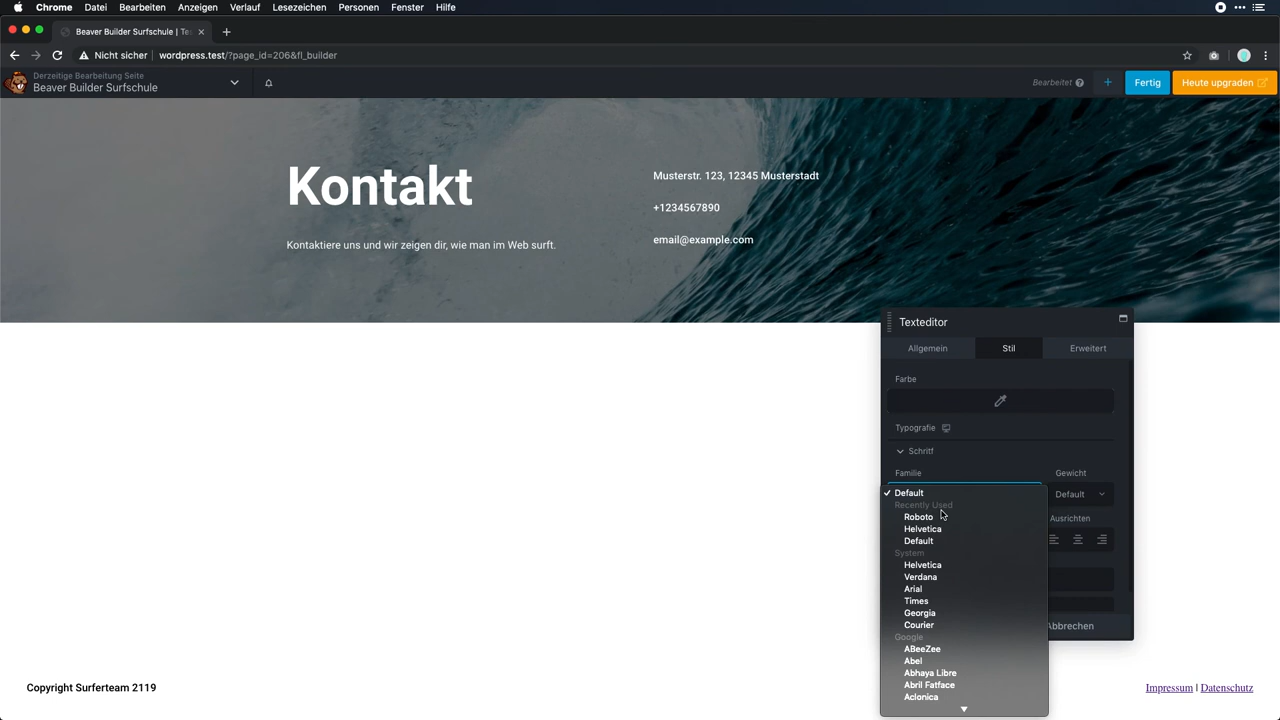 Chrome Datei Bearbeiten Anzeigen Verlauf Lesezeichen Personen Fenster Hilfe
Beaver Builder Surfschule | Tes
Nicht sicher wordpress.test/?page_id=206&fl_builder
Derzeitige Bearbeitung Seite
Beaver Builder Surfschule
Bearbeitet
Fertig
Heute upgraden
Kontakt
Kontaktiere uns und wir zeigen dir, wie man im Web surft.
Musterstr. 123, 12345 Musterstadt
+1234567890
email@example.com
Texteditor
Allgemein Stil Erweitert
Farbe
Typografie
Schritf
Familie Gewicht
Default
Ausrichten
Abbrechen
Default
Recently Used
Roboto
Helvetica
Default
System
Helvetica
Verdana
Arial
Times
Georgia
Courier
Google
ABeeZee
Abel
Abhaya Libre
Abril Fatface
Aclonica
Copyright Surferteam 2119
Impressum | Datenschutz